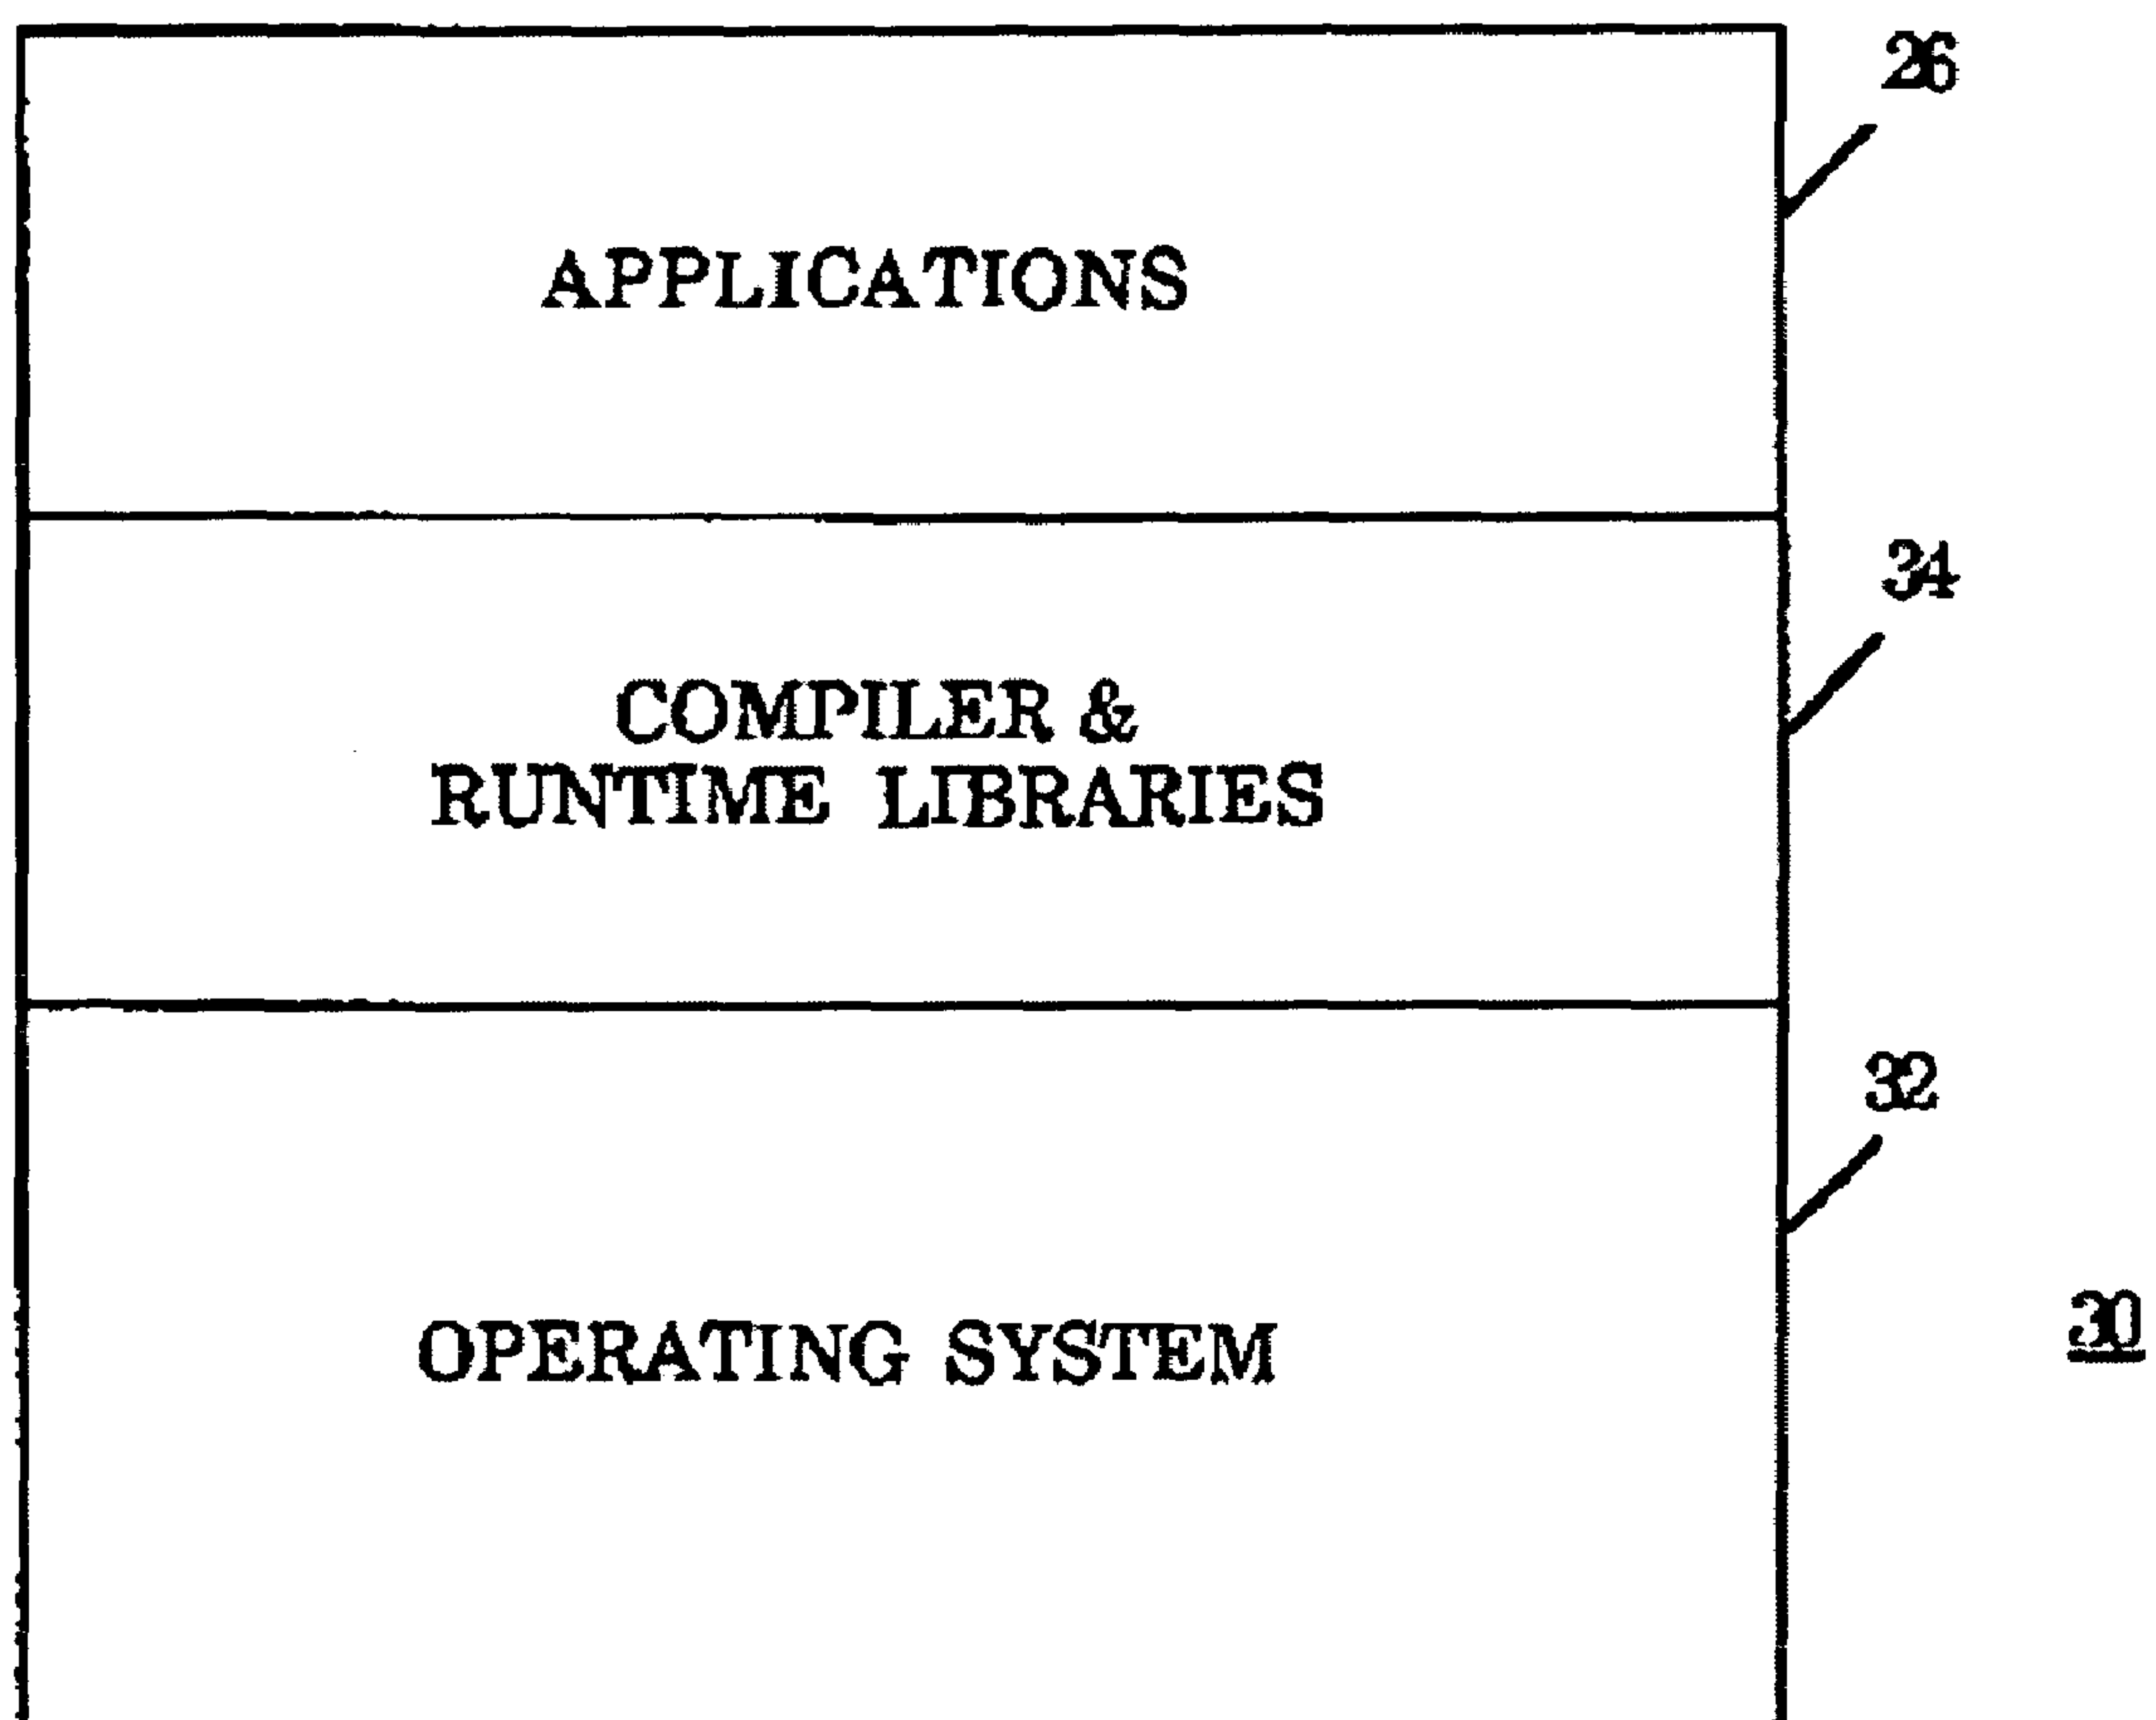 26
APPLICATIONS
34
COMPILER &
RUNTIME LIBRARIES
32
30
OPERATING SYSTEM